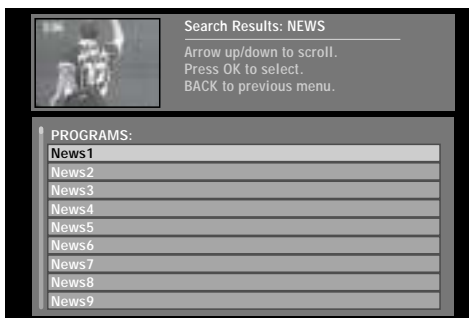 Search Results: NEWS
Arrow up/down to scroll.
Press OK to select.
BACK to previous menu.
PROGRAMS:
News1
News2
News3
News4
News5
News6
News7
News8
News9